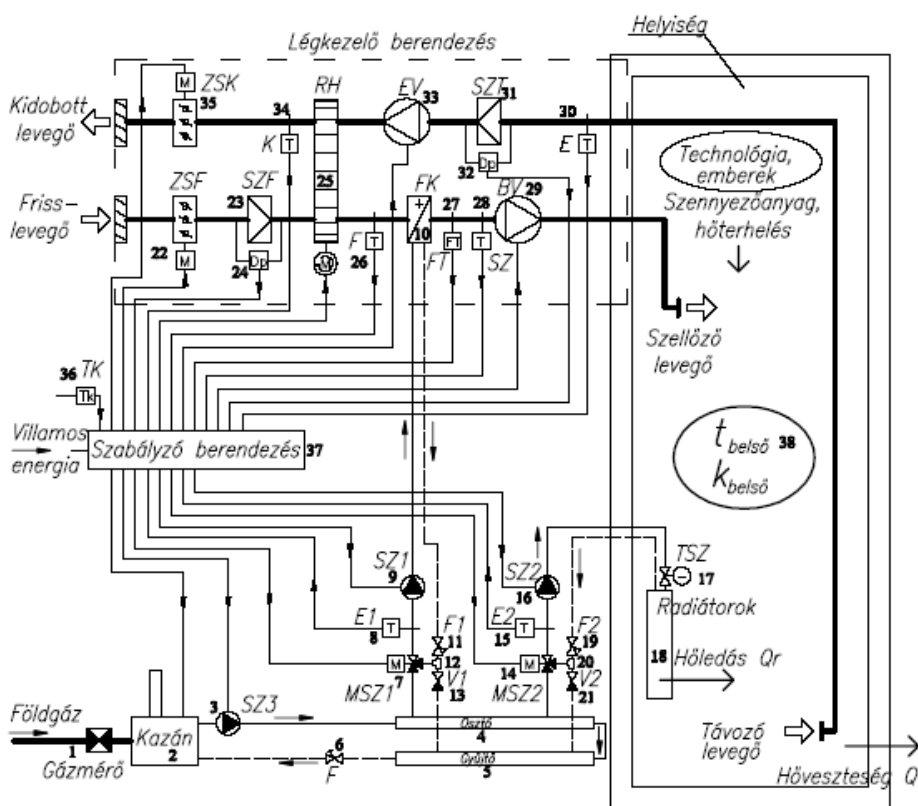 Helyiség
Légkezelő berendezés
M ZSK
35
34
RH
EV
33
SZT
31
30
Kidobott
levegő
K T
32 Dp
E T
Technológia,
emberek
Szennyezőanyag,
hőterhelés
ZSF
SZF
23
25
FK
+
10
27
28
BV 29
Friss-
levegő
22 M
24 Dp
M
F T
26
FT
FT
T
SZ
Szellőző
levegő
36 TK
Tk
Villamos
energia
Szabályzó berendezés 37
t belső 38
k belső
SZ1
9
SZ2
16
TSZ
17
Radiátorok
E1
8 T
F1
11
E2
15 T
F2
19
M
7
12
14 M
20
18
Hőledás Qr
MSZ1
V1
13
MSZ2
V2
21
Földgáz
1
Gázmérő
Kazán
2
3 SZ3
Osztó
4
6
F
Gyűjtő
5
Távozó
levegő
Hőveszteség Q